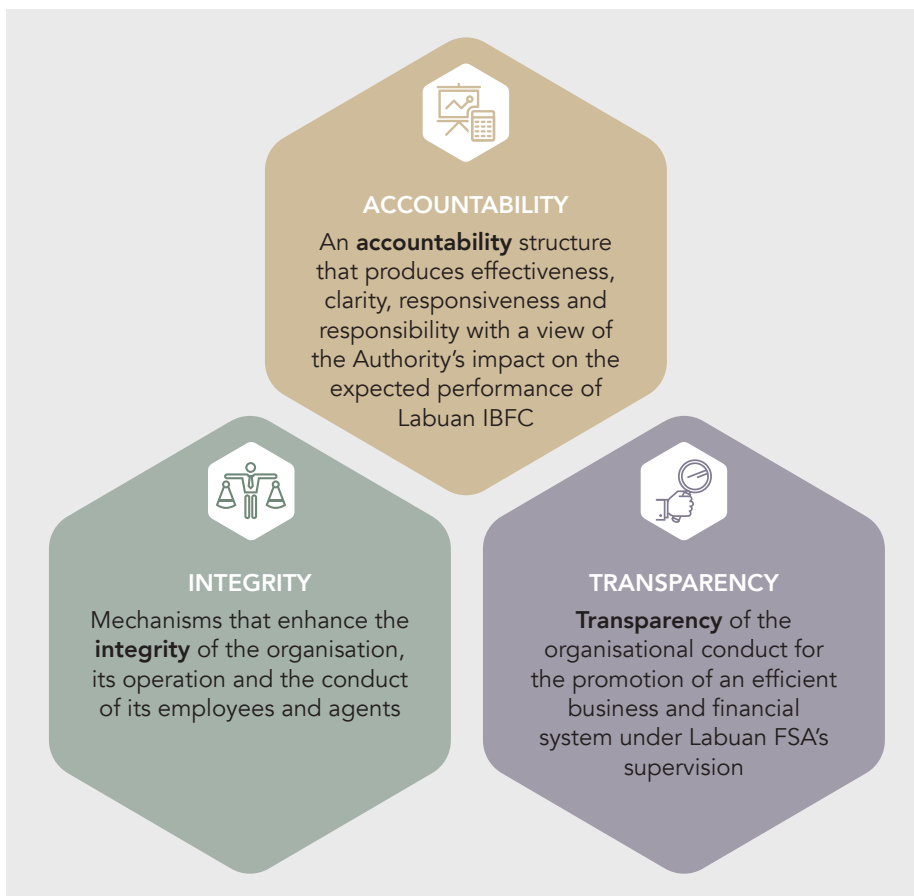 ACCOUNTABILITY
An accountability structure
that produces effectiveness,
clarity, responsiveness and
responsibility with a view of
the Authority’s impact on the
expected performance of
Labuan IBFC
INTEGRITY
Mechanisms that enhance the
integrity of the organisation,
its operation and the conduct
of its employees and agents
TRANSPARENCY
Transparency of the
organisational conduct for
the promotion of an efficient
business and financial
system under Labuan FSA’s
supervision